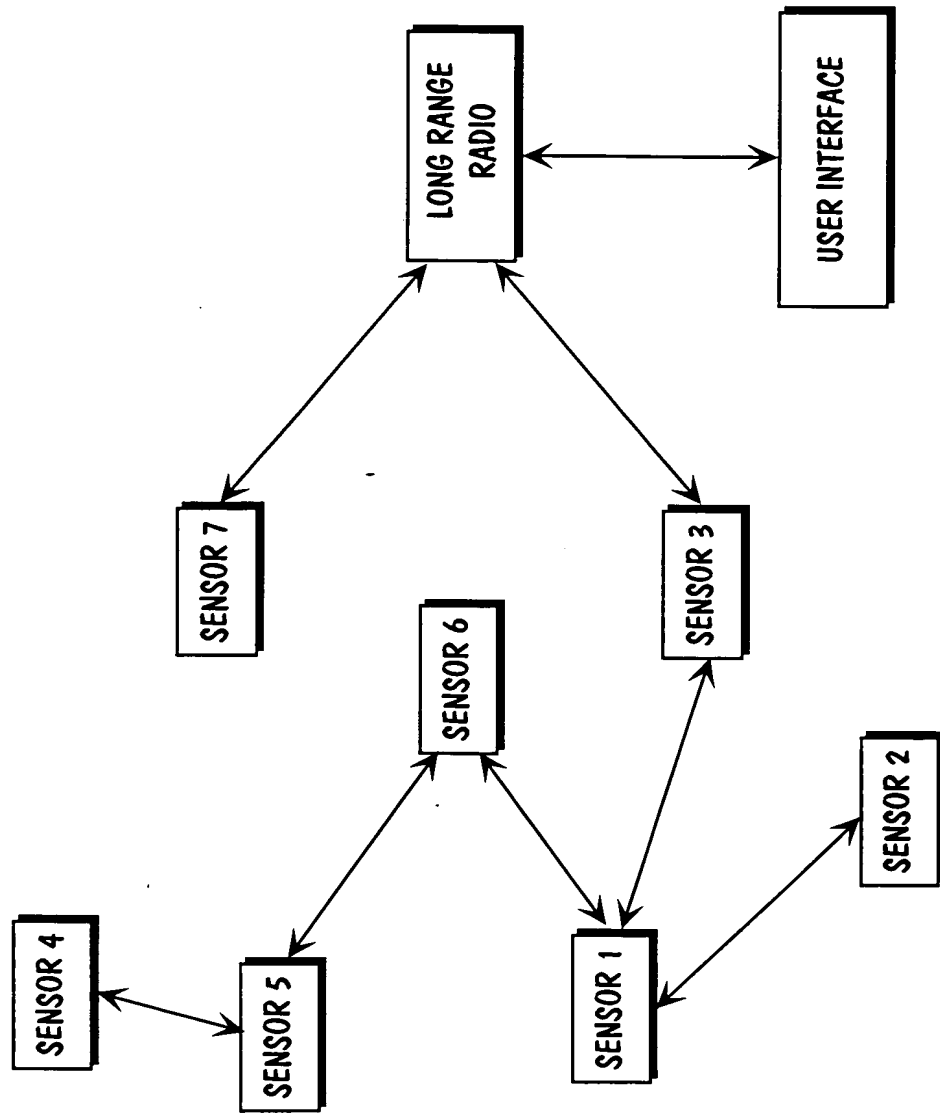 SENSOR 4
SENSOR 5
SENSOR 1
SENSOR 2
SENSOR 6
SENSOR 7
SENSOR 3
LONG RANGE
RADIO
USER INTERFACE